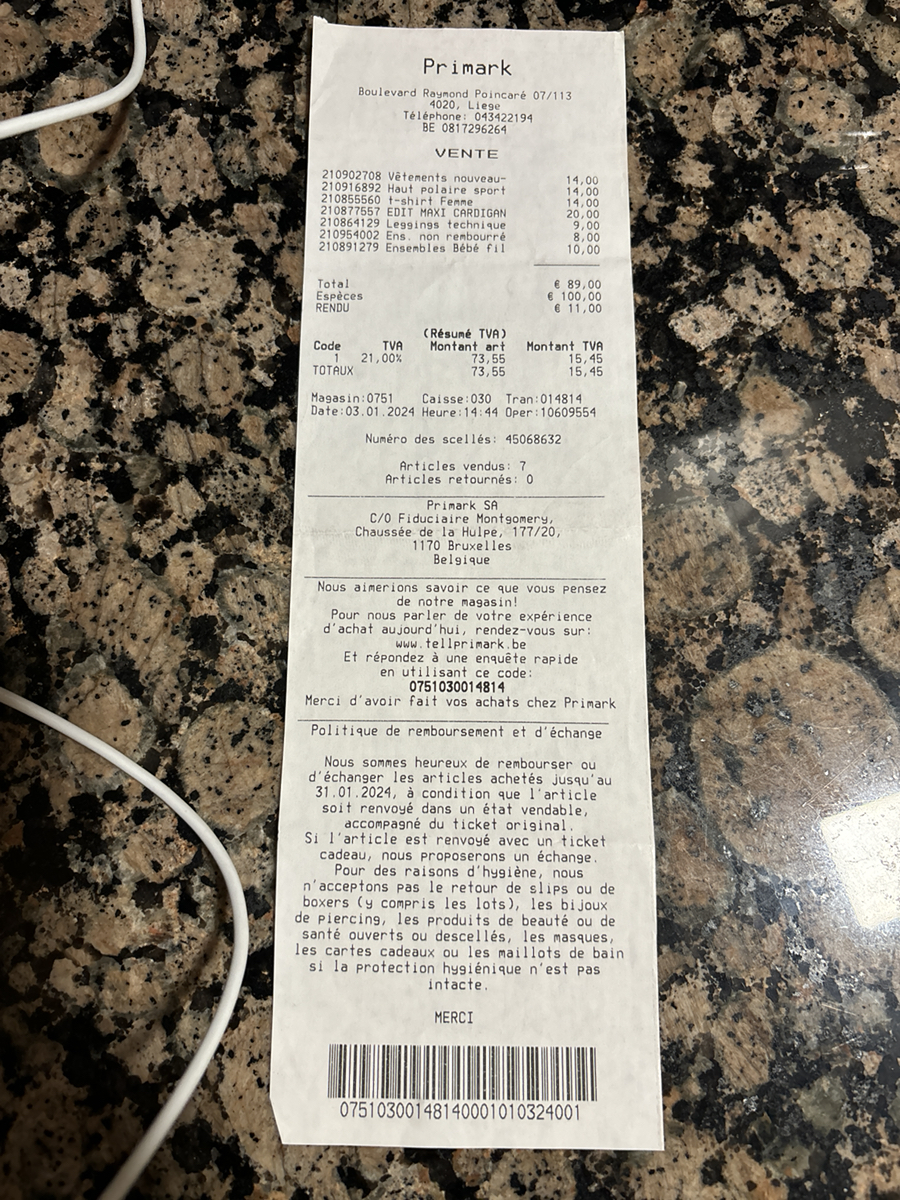 Primark
Boulevard Raymond Poincaré 07/113
4020, Liege
Téléphone: 043422194
BE 0817296264
VENTE
210902708 Vêtements nouveau- 14,00
210916892 Haut polaire sport 14,00
210855560 t-shirt Femme 14,00
210877557 EDIT MAXI CARDIGAN 20,00
210864129 Leggings technique 9,00
210954002 Ens. non rembourré 8,00
210891279 Ensembles Bébé fil 10,00
Total € 89,00
Espèces € 100,00
RENDU € 11,00
(Résumé TVA)
Code TVA Montant art Montant TVA
1 21,00% 73,55 15,45
TOTAUX 73,55 15,45
Magasin:0751 Caisse:030 Tran:014814
Date:03.01.2024 Heure:14:44 Oper:10609554
Numéro des scellés: 45068632
Articles vendus: 7
Articles retournés: 0
Primark SA
C/O Fiduciaire Montgomery,
Chaussée de la Hulpe, 177/20,
1170 Bruxelles
Belgique
Nous aimerions savoir ce que vous pensez
de notre magasin!
Pour nous parler de votre expérience
d'achat aujourd'hui, rendez-vous sur:
www.tellprimark.be
Et répondez à une enquête rapide
en utilisant ce code:
0751030014814
Merci d'avoir fait vos achats chez Primark
Politique de remboursement et d'échange
Nous sommes heureux de rembourser ou
d'échanger les articles achetés jusqu'au
31.01.2024, à condition que l'article
soit renvoyé dans un état vendable,
accompagné du ticket original.
Si l'article est renvoyé avec un ticket
cadeau, nous proposerons un échange.
Pour des raisons d'hygiène, nous
n'acceptons pas le retour de slips ou de
boxers (y compris les lots), les bijoux
de piercing, les produits de beauté ou de
santé ouverts ou descellés, les masques,
les cartes cadeaux ou les maillots de bain
si la protection hygiénique n'est pas
intacte.
MERCI
07510300148140001010324001